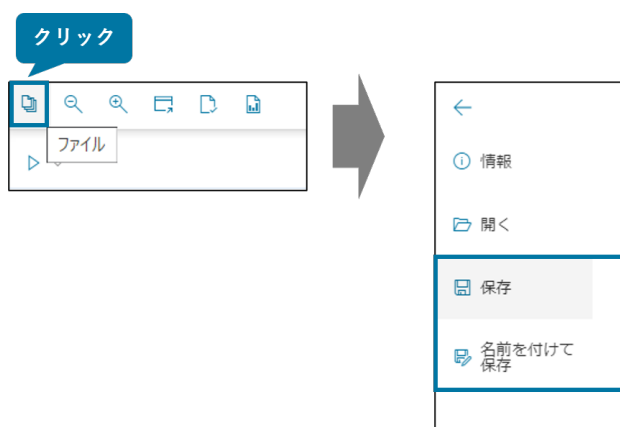 クリック
ファイル
情報
開く
保存
名前を付けて
保存